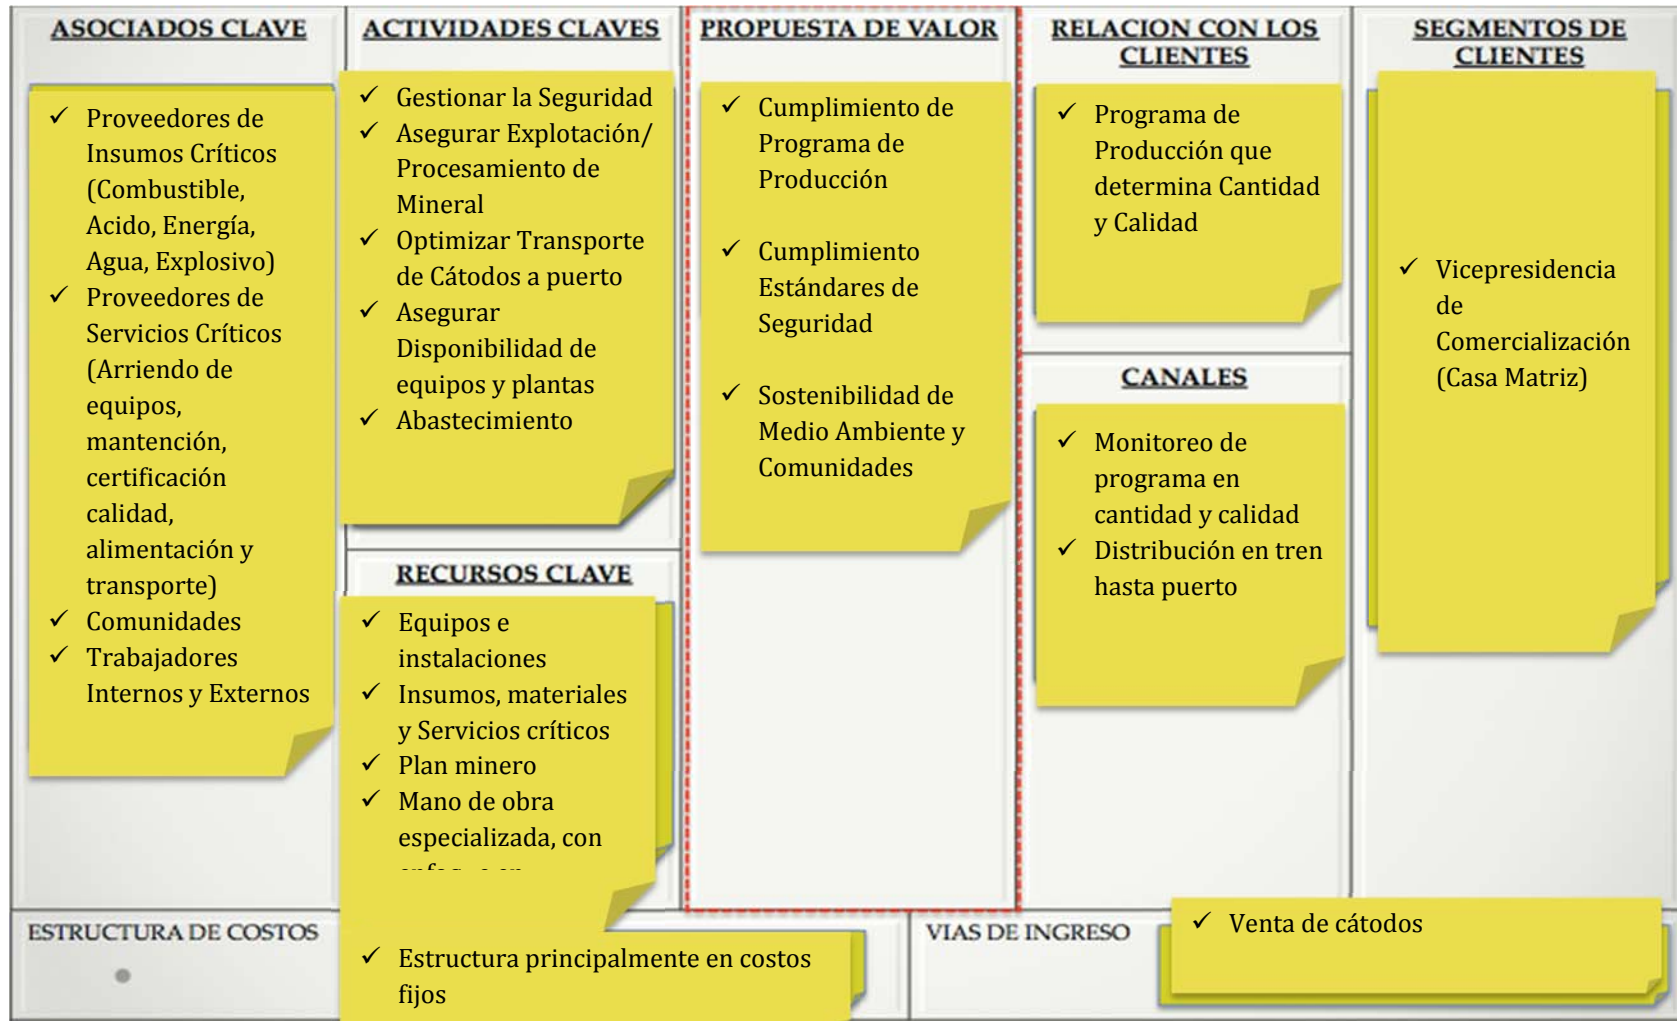 ASOCIADOS CLAVE
✓ Proveedores de
Insumos Críticos
(Combustible,
Acido, Energía,
Agua, Explosivo)
✓ Proveedores de
Servicios Críticos
(Arriendo de
equipos,
mantención,
certificación
calidad,
alimentación y
transporte)
✓ Comunidades
✓ Trabajadores
Internos y Externos
ACTIVIDADES CLAVES
✓ Gestionar la Seguridad
✓ Asegurar Explotación/
Procesamiento de
Mineral
✓ Optimizar Transporte
de Cátodos a puerto
✓ Asegurar
Disponibilidad de
equipos y plantas
✓ Abastecimiento
RECURSOS CLAVE
✓ Equipos e
instalaciones
✓ Insumos, materiales
y Servicios críticos
✓ Plan minero
✓ Mano de obra
especializada, con
PROPUESTA DE VALOR
✓ Cumplimiento de
Programa de
Producción
✓ Cumplimiento
Estándares de
Seguridad
✓ Sostenibilidad de
Medio Ambiente y
Comunidades
RELACION CON LOS
CLIENTES
✓ Programa de
Producción que
determina Cantidad
y Calidad
CANALES
✓ Monitoreo de
programa en
cantidad y calidad
✓ Distribución en tren
hasta puerto
SEGMENTOS DE
CLIENTES
✓ Vicepresidencia
de
Comercialización
(Casa Matriz)
ESTRUCTURA DE COSTOS
✓ Estructura principalmente en costos
fijos
VIAS DE INGRESO
✓ Venta de cátodos